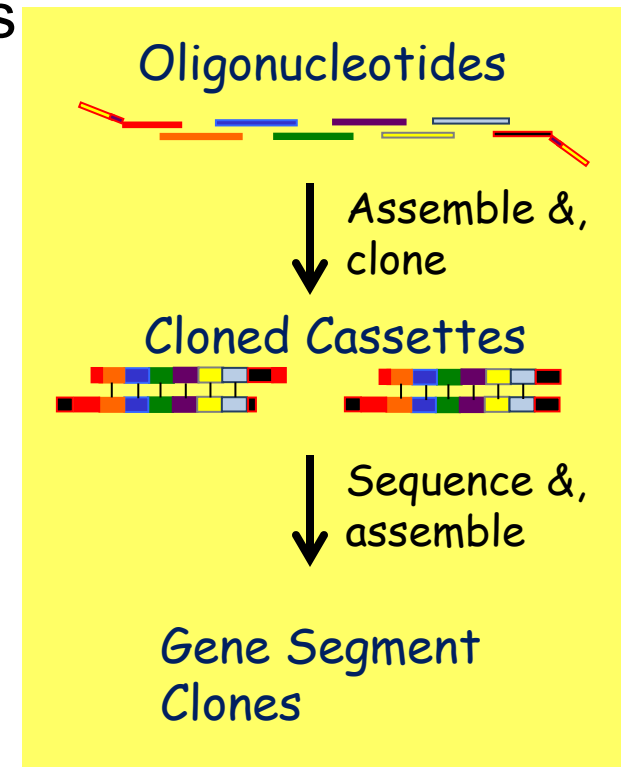 s
Oligonucleotides
Assemble &,
clone
Cloned Cassettes
Sequence &,
assemble
Gene Segment
Clones